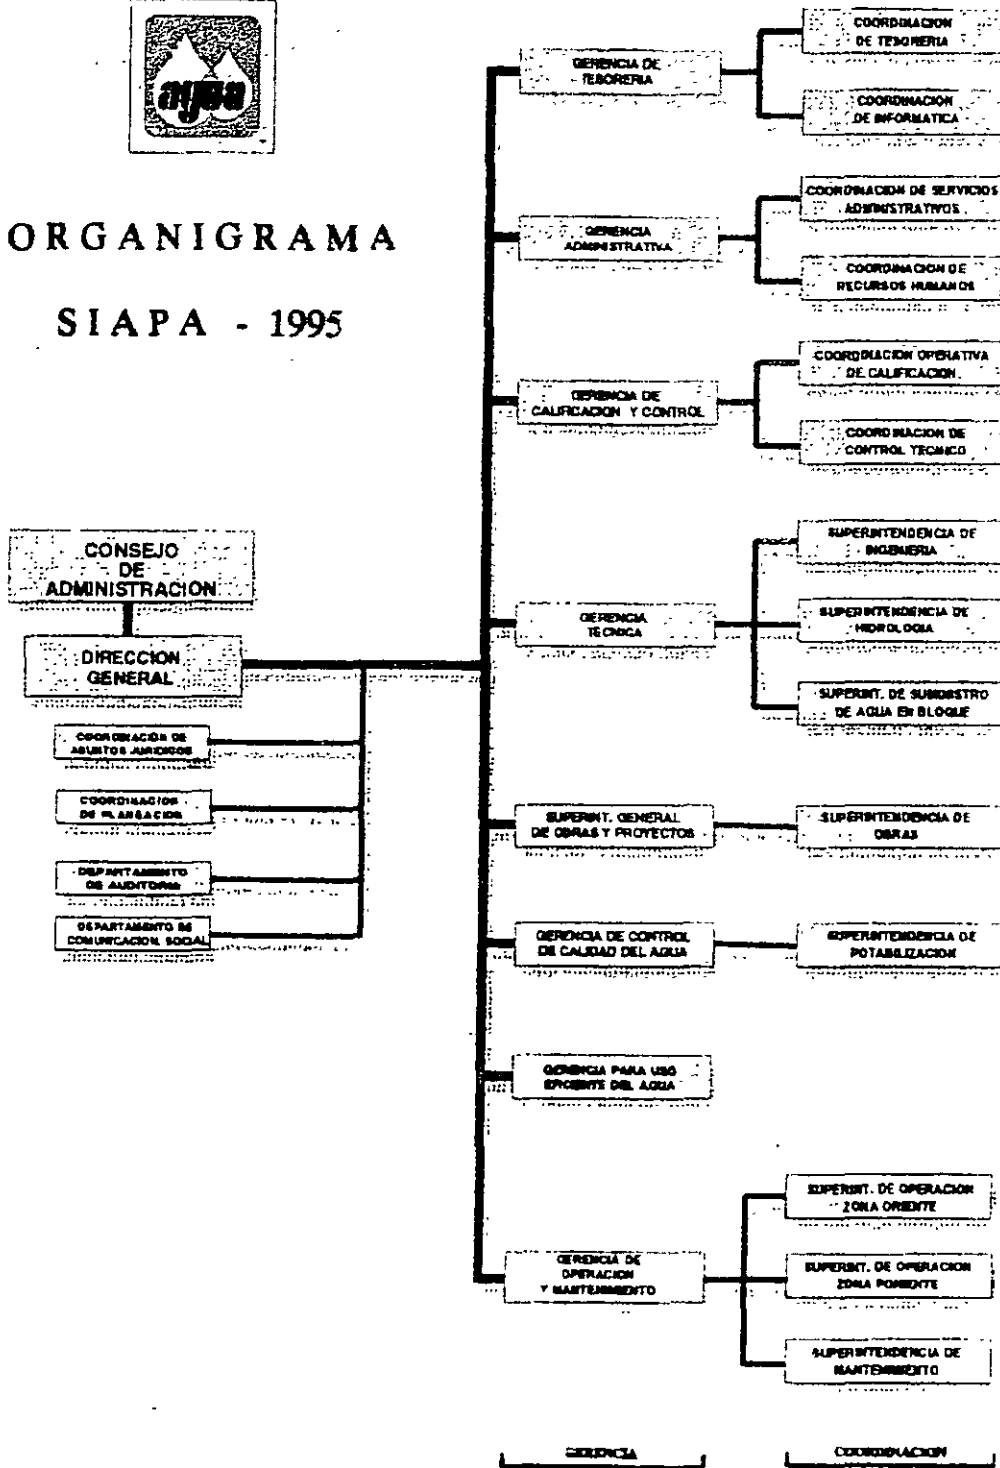 agua
ORGANIGRAMA
SIAPA - 1995
CONSEJO
DE
ADMINISTRACION
DIRECCION
GENERAL
COORDINACION DE
ASUNTOS JURIDICOS
COORDINACION
DE PLANEACION
DEPARTAMENTO
DE AUDITORIA
DEPARTAMENTO DE
COMUNICACION SOCIAL
GERENCIA DE
TESORERIA
COORDINACION
DE TESORERIA
COORDINACION
DE INFORMATICA
GERENCIA
ADMINISTRATIVA
COORDINACION DE SERVICIOS
ADMINISTRATIVOS
COORDINACION DE
RECURSOS HUMANOS
GERENCIA DE
CALIFICACION Y CONTROL
COORDINACION OPERATIVA
DE CALIFICACION
COORDINACION DE
CONTROL TECNICO
GERENCIA
TECNICA
SUPERINTENDENCIA DE
INGENIERIA
SUPERINTENDENCIA DE
HIDROLOGIA
SUPERINT. DE SUMINISTRO
DE AGUA EN BLOQUE
SUPERINT. GENERAL
DE OBRAS Y PROYECTOS
SUPERINTENDENCIA DE
OBRAS
GERENCIA DE CONTROL
DE CALIDAD DEL AGUA
SUPERINTENDENCIA DE
POTABILIZACION
GERENCIA PARA USO
EFICIENTE DEL AGUA
GERENCIA DE
OPERACION
Y MANTENIMIENTO
SUPERINT. DE OPERACION
ZONA ORIENTE
SUPERINT. DE OPERACION
ZONA PONIENTE
SUPERINTENDENCIA DE
MANTENIMIENTO
GERENCIA
COORDINACION